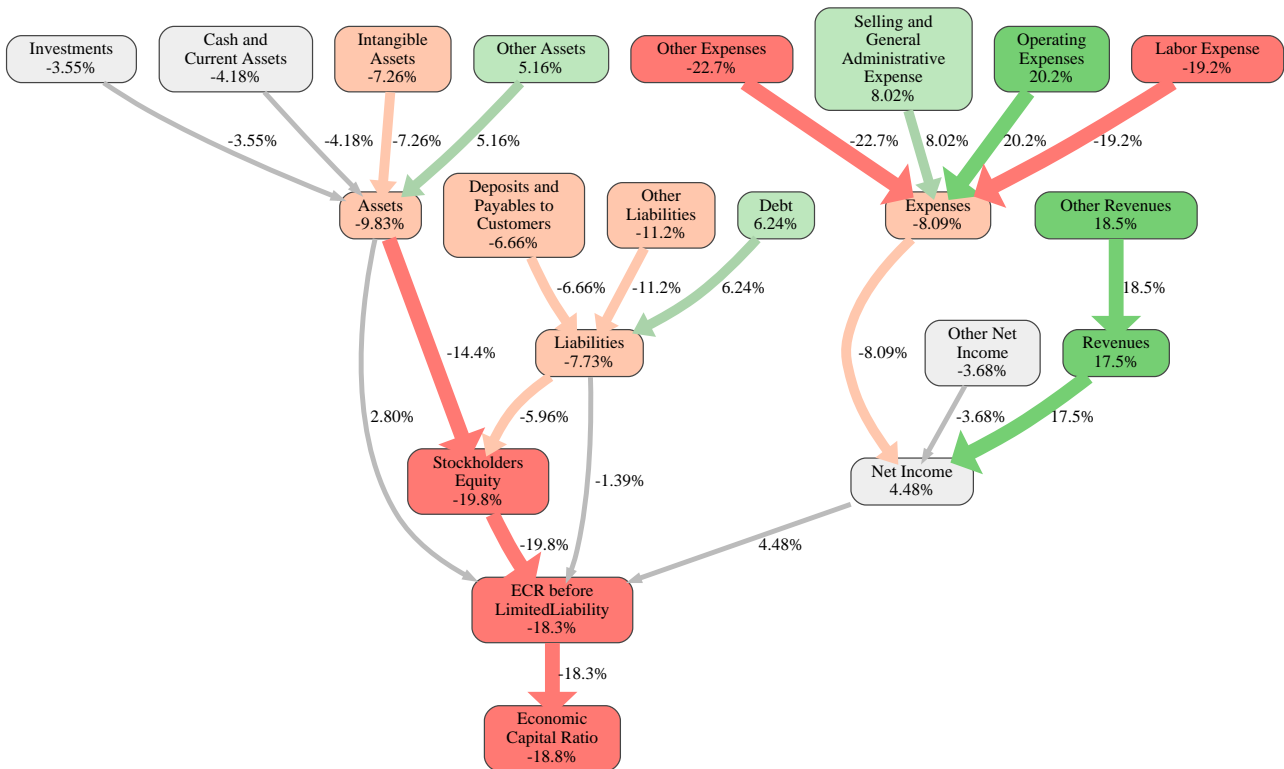 Investments
-3.55%
Cash and
Current Assets
-4.18%
Intangible
Assets
-7.26%
Other Assets
5.16%
Other Expenses
-22.7%
Selling and
General
Administrative
Expense
8.02%
Operating
Expenses
20.2%
Labor Expense
-19.2%
-3.55%
-4.18%
-7.26%
5.16%
-22.7%
8.02%
20.2%
-19.2%
Assets
-9.83%
Deposits and
Payables to
Customers
-6.66%
Other
Liabilities
-11.2%
Debt
6.24%
Expenses
-8.09%
Other Revenues
18.5%
-6.66%
-11.2%
6.24%
18.5%
-14.4%
Liabilities
-7.73%
-8.09%
Other Net
Income
-3.68%
Revenues
17.5%
2.80%
-5.96%
-3.68%
17.5%
Stockholders
Equity
-19.8%
-1.39%
Net Income
4.48%
-19.8%
4.48%
ECR before
LimitedLiability
-18.3%
-18.3%
Economic
Capital Ratio
-18.8%